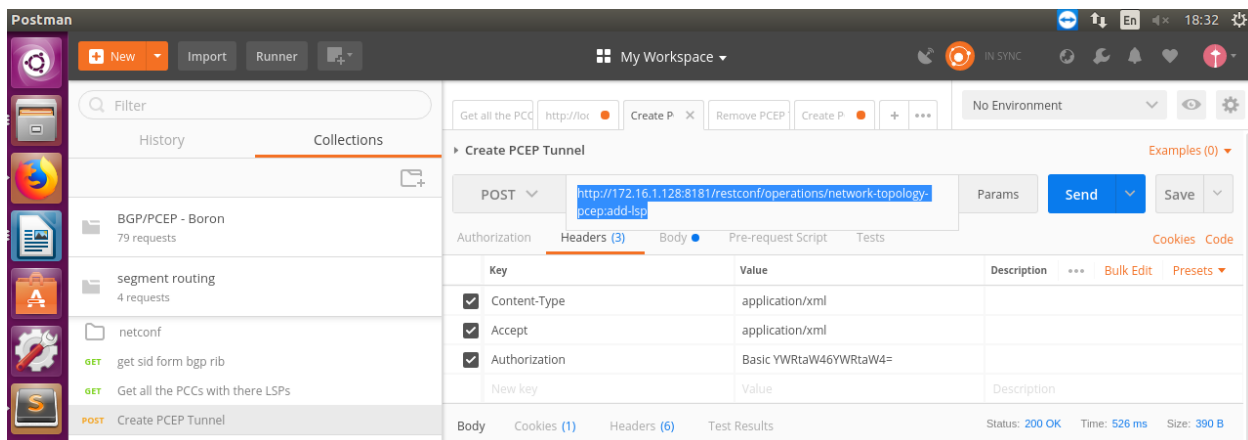 Postman
En
18:32
New
Import
Runner
My Workspace
IN SYNC
Filter
History
Collections
BGP/PCEP - Boron
79 requests
segment routing
4 requests
netconf
GET get sid form bgp rib
GET Get all the PCCs with there LSPs
POST Create PCEP Tunnel
Get all the PCC
http://loc
Create P
Remove PCEP
Create P
No Environment
Create PCEP Tunnel
Examples (0)
POST
http://172.16.1.128:8181/restconf/operations/network-topology-
pcep:add-lsp
Params
Send
Save
Authorization
Headers (3)
Body
Pre-request Script
Tests
Cookies
Code
Key Value Description
Bulk Edit
Presets
Content-Type application/xml
Accept application/xml
Authorization Basic YWRtaW46YWRtaW4=
New key Value Description
Body
Cookies (1)
Headers (6)
Test Results
Status: 200 OK
Time: 526 ms
Size: 390 B